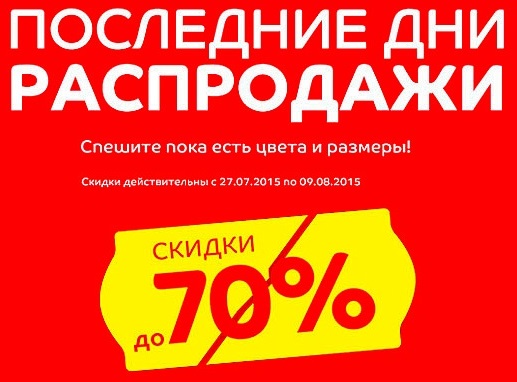 ПОСЛЕДНИЕ ДНИ
РАСПРОДАЖИ
Спешите пока есть цвета и размеры!
Скидки действительны с 27.07.2015 по 09.08.2015
СКИДКИ
до 70%